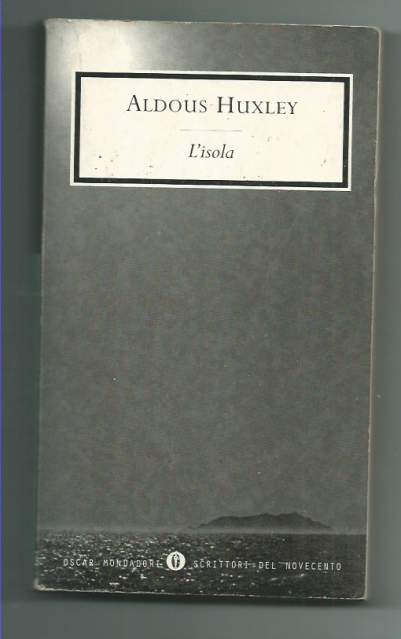 ALDOUS HUXLEY
L'isola
OSCAR MONDADORI SCRITTORI DEL NOVECENTO